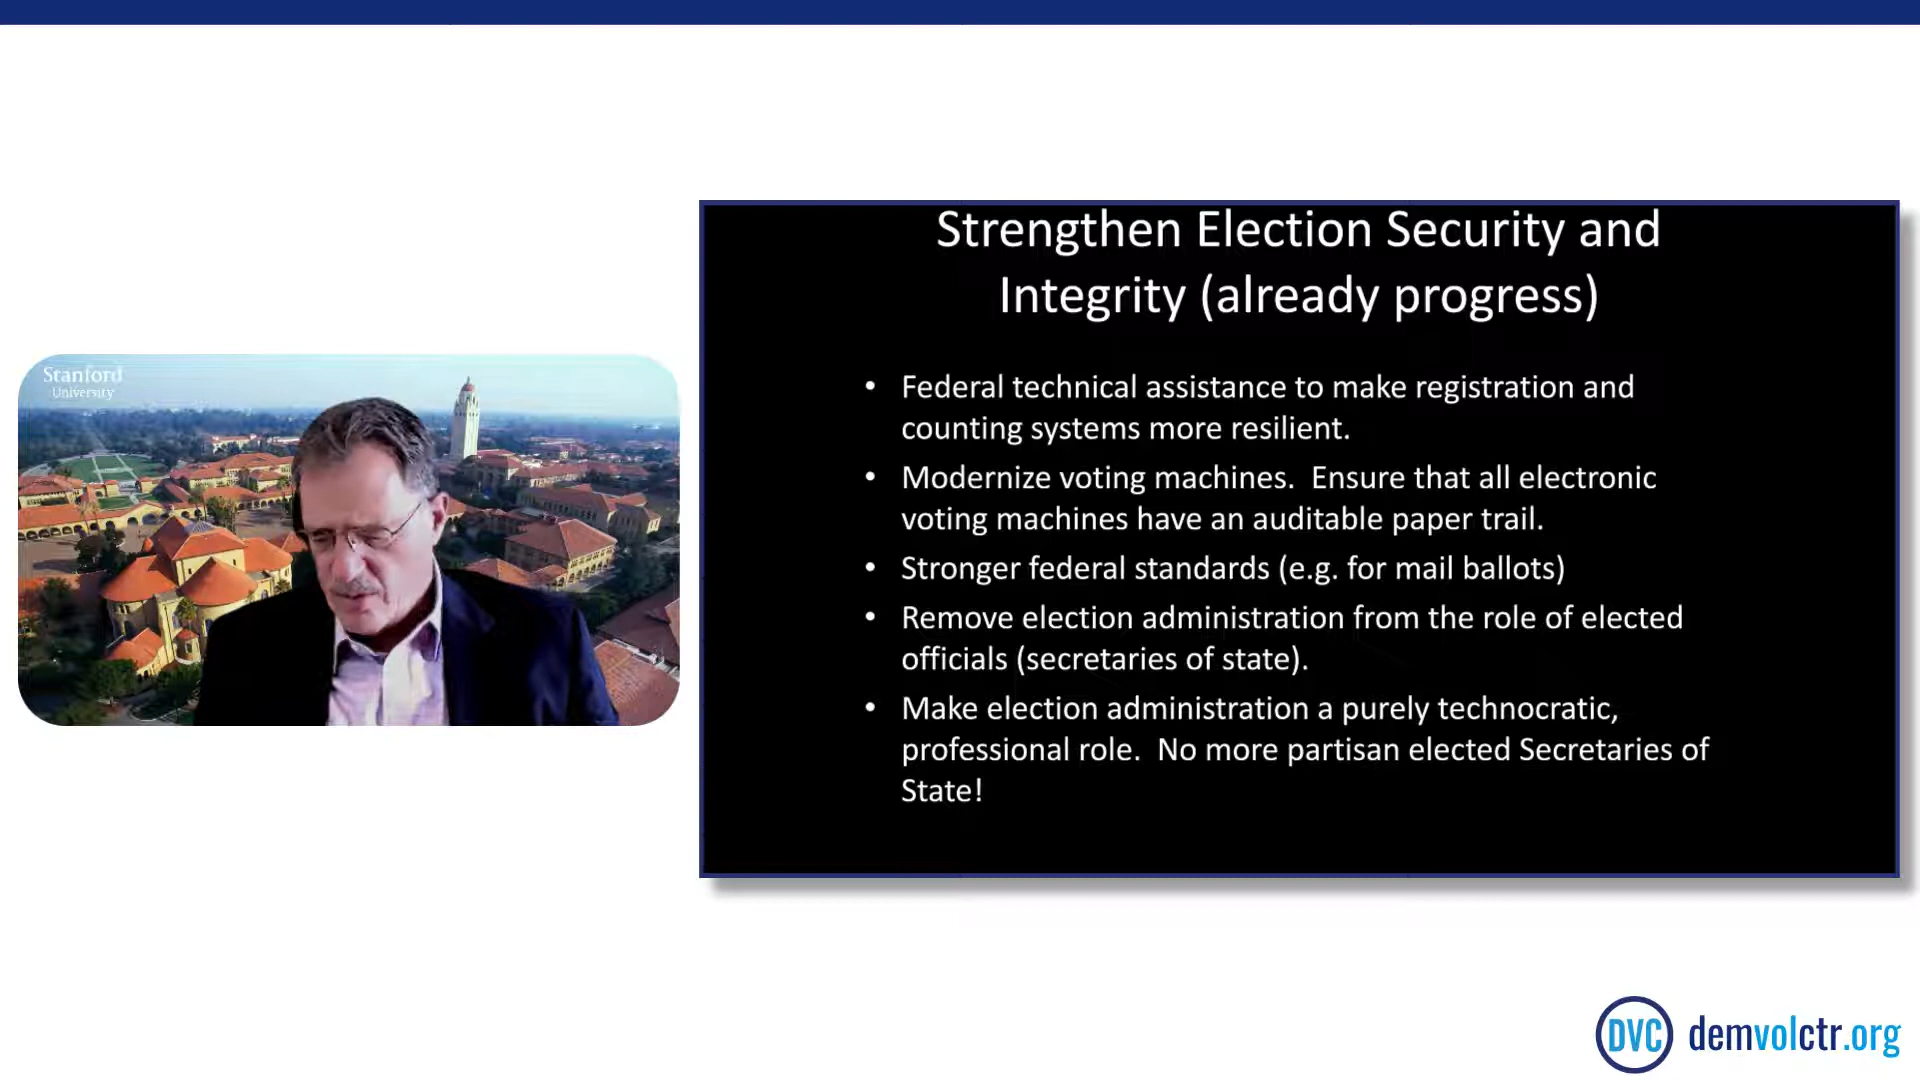 Stanford
University
Strengthen Election Security and
Integrity (already progress)
• Federal technical assistance to make registration and
counting systems more resilient.
• Modernize voting machines.  Ensure that all electronic
voting machines have an auditable paper trail.
• Stronger federal standards (e.g. for mail ballots)
• Remove election administration from the role of elected
officials (secretaries of state).
• Make election administration a purely technocratic,
professional role.  No more partisan elected Secretaries of
State!
DVC demvolctr.org